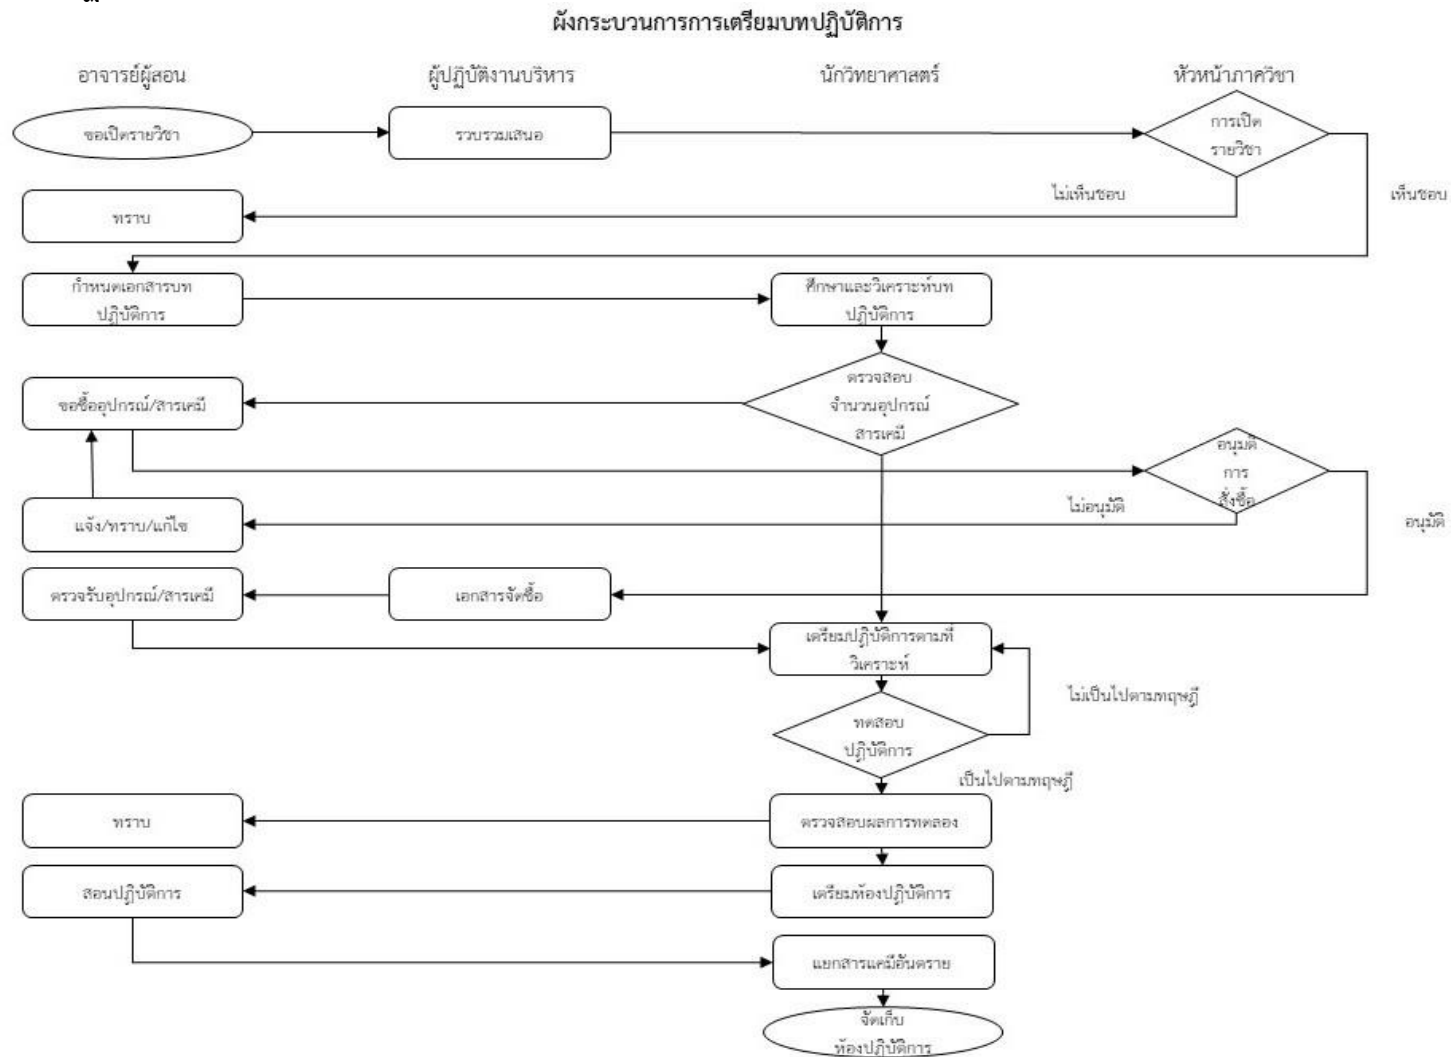 ผังกระบวนการการเตรียมบทปฏิบัติการ
อาจารย์ผู้สอน
ผู้ปฏิบัติงานบริหาร
นักวิทยาศาสตร์
หัวหน้าภาควิชา
ขอเปิดรายวิชา
รวบรวมเสนอ
การเปิด
รายวิชา
ไม่เห็นชอบ
เห็นชอบ
ทราบ
กำหนดเอกสารบท
ปฏิบัติการ
ศึกษาและวิเคราะห์บท
ปฏิบัติการ
ขอซื้ออุปกรณ์/สารเคมี
ตรวจสอบ
จำนวนอุปกรณ์
สารเคมี
อนุมติ
การ
สั่งซื้อ
แจ้ง/ทราบ/แก้ไข
ไม่อนุมัติ
อนุมัติ
ตรวจรับอุปกรณ์/สารเคมี
เอกสารจัดซื้อ
เตรียมปฏิบัติการตามที่
วิเคราะห์
ไม่เป็นไปตามทฤษฎี
ทดสอบ
ปฏิบัติการ
เป็นไปตามทฤษฎี
ทราบ
ตรวจสอบผลการทดลอง
สอนปฏิบัติการ
เตรียมห้องปฏิบัติการ
แยกสารแคมีอันตราย
จัดเก็บ
ห้องปฏิบัติการ